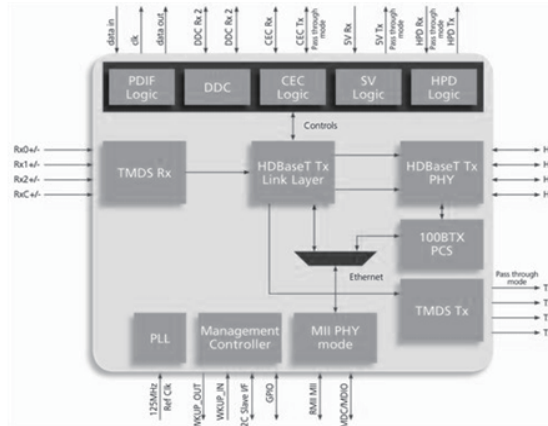 data in
clk
data out
DDC Rx 2
DDC Rx 2
CEC Rx
CEC Tx
Pass through mode
5V Rx
5V Tx
Pass through mode
HPD Rx
Pass through mode
HPD Tx
PDIF Logic
DDC
CEC Logic
5V Logic
HPD Logic
Controls
Rx0+/-
Rx1+/-
Rx2+/-
RxC+/-
TMDS Rx
HDBaseT Tx Link Layer
HDBaseT Tx PHY
H
H
H
H
100BTX PCS
Ethernet
Pass through mode
TMDS Tx
T
T
T
T
PLL
Management Controller
MII PHY mode
125MHz
Ref Clk
WKUP_OUT
WKUP_IN
2C Slave I/F
GPIO
RMII MII
MDC/MDIO